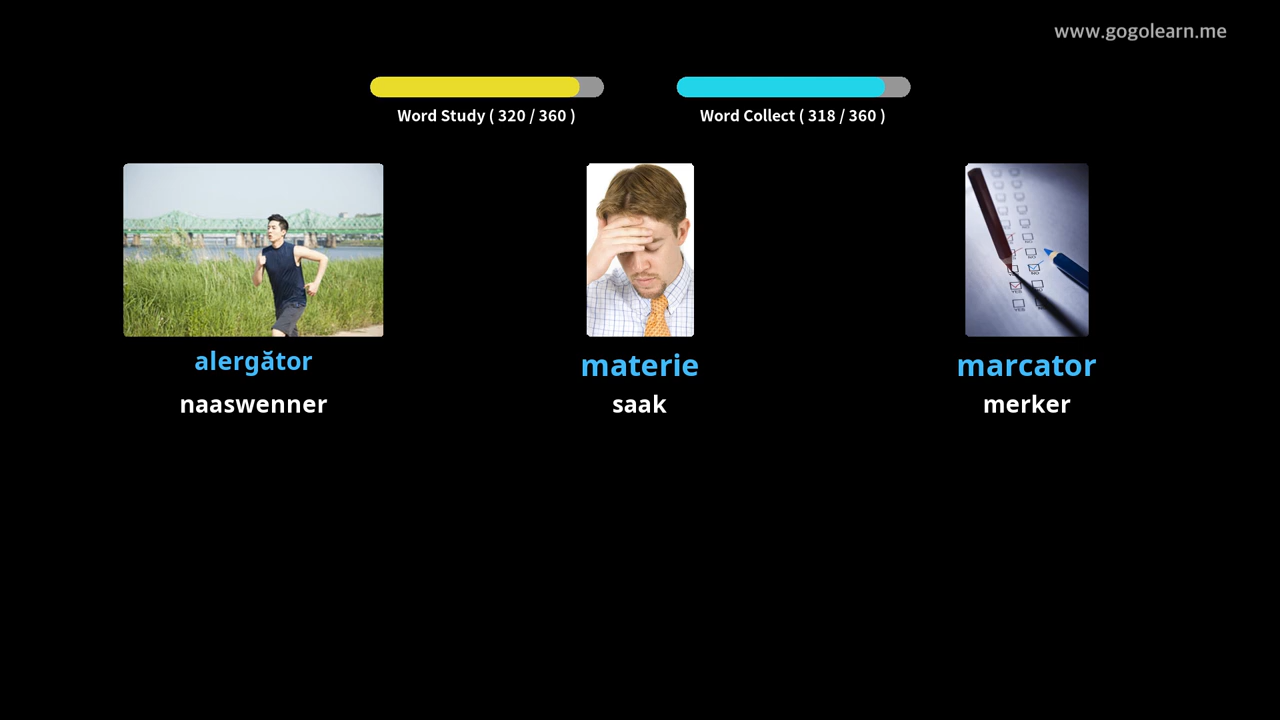 www.gogolearn.me
Word Study ( 320 / 360 )
Word Collect ( 318 / 360 )
alergător
materie
marcator
naaswenner
saak
merker